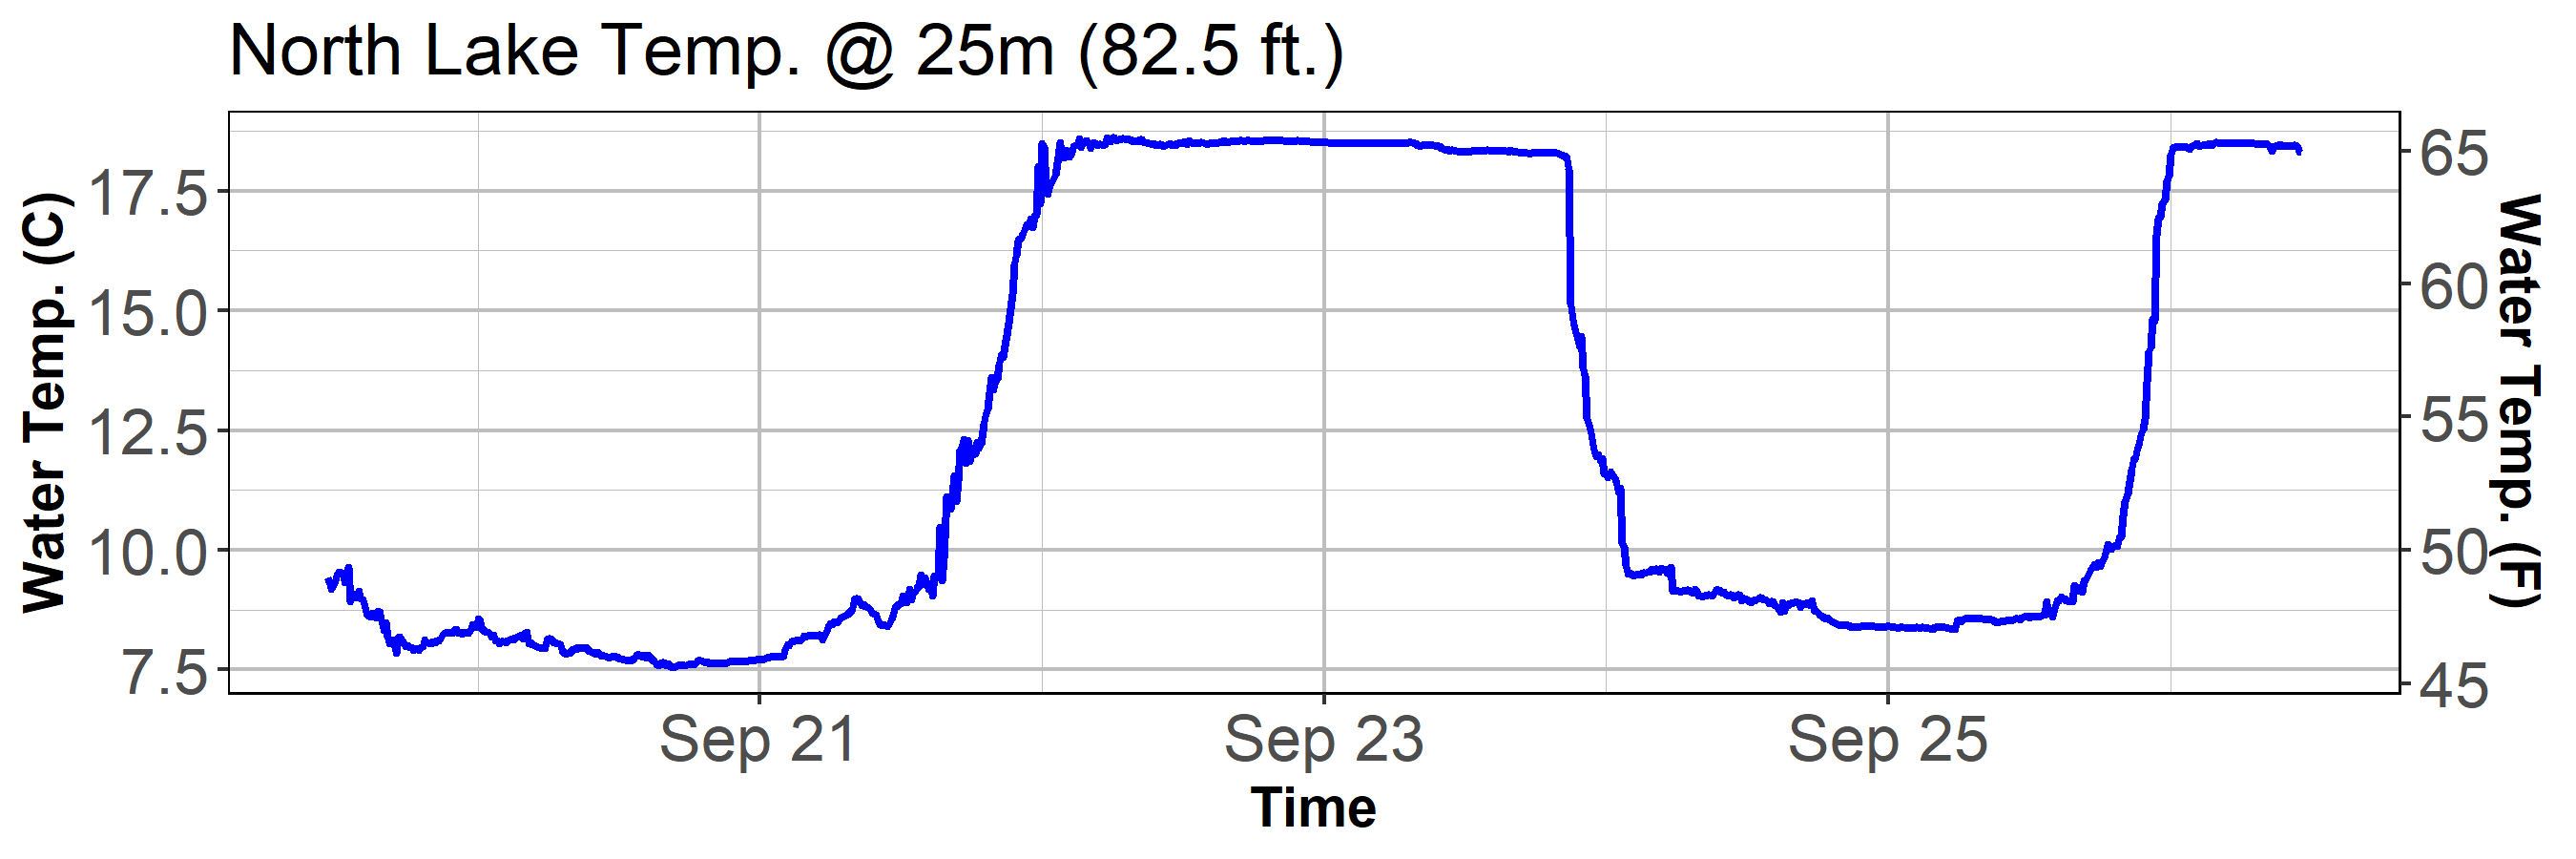 North Lake Temp. @ 25m (82.5 ft.)
Water Temp. (C)
17.5
15.0
12.5
10.0
7.5
65
60
55
50
45
Water Temp. (F)
Sep 21 Sep 23 Sep 25
Time